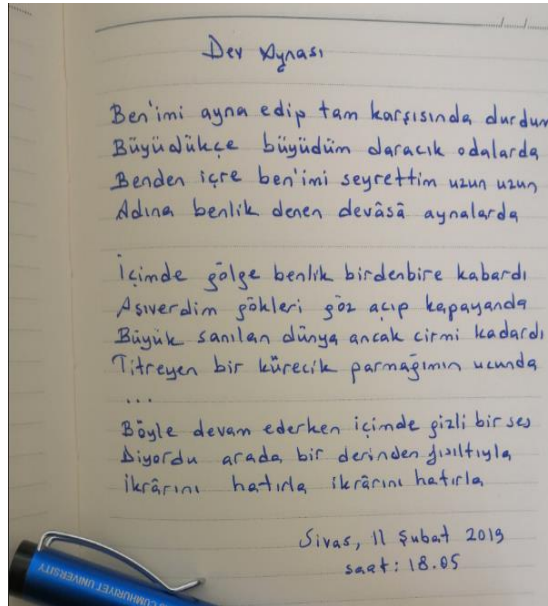 Dev Aynası
Ben'imi ayna edip tam karşısında durdum
Büyüdükçe büyüdüm daracık odalarda
Benden içre ben'imi seyrettim uzun uzun
Adına benlik denen devâsâ aynalarda
İçimde gölge benlik birdenbire kabardı
Aşıverdim gökleri göz açıp kapayanda
Büyük sanılan dünya ancak cirmi kadardı
Titreyen bir kürecik parmağımın ucunda
...
Böyle devam ederken içimde gizli bir ses
Diyordu arada bir derinden fısıltıyla
İkrârını hatırla ikrârını hatırla
Sivas, 11 Şubat 2019
saat: 18.05
CUMHURIYET UNIVERSITY